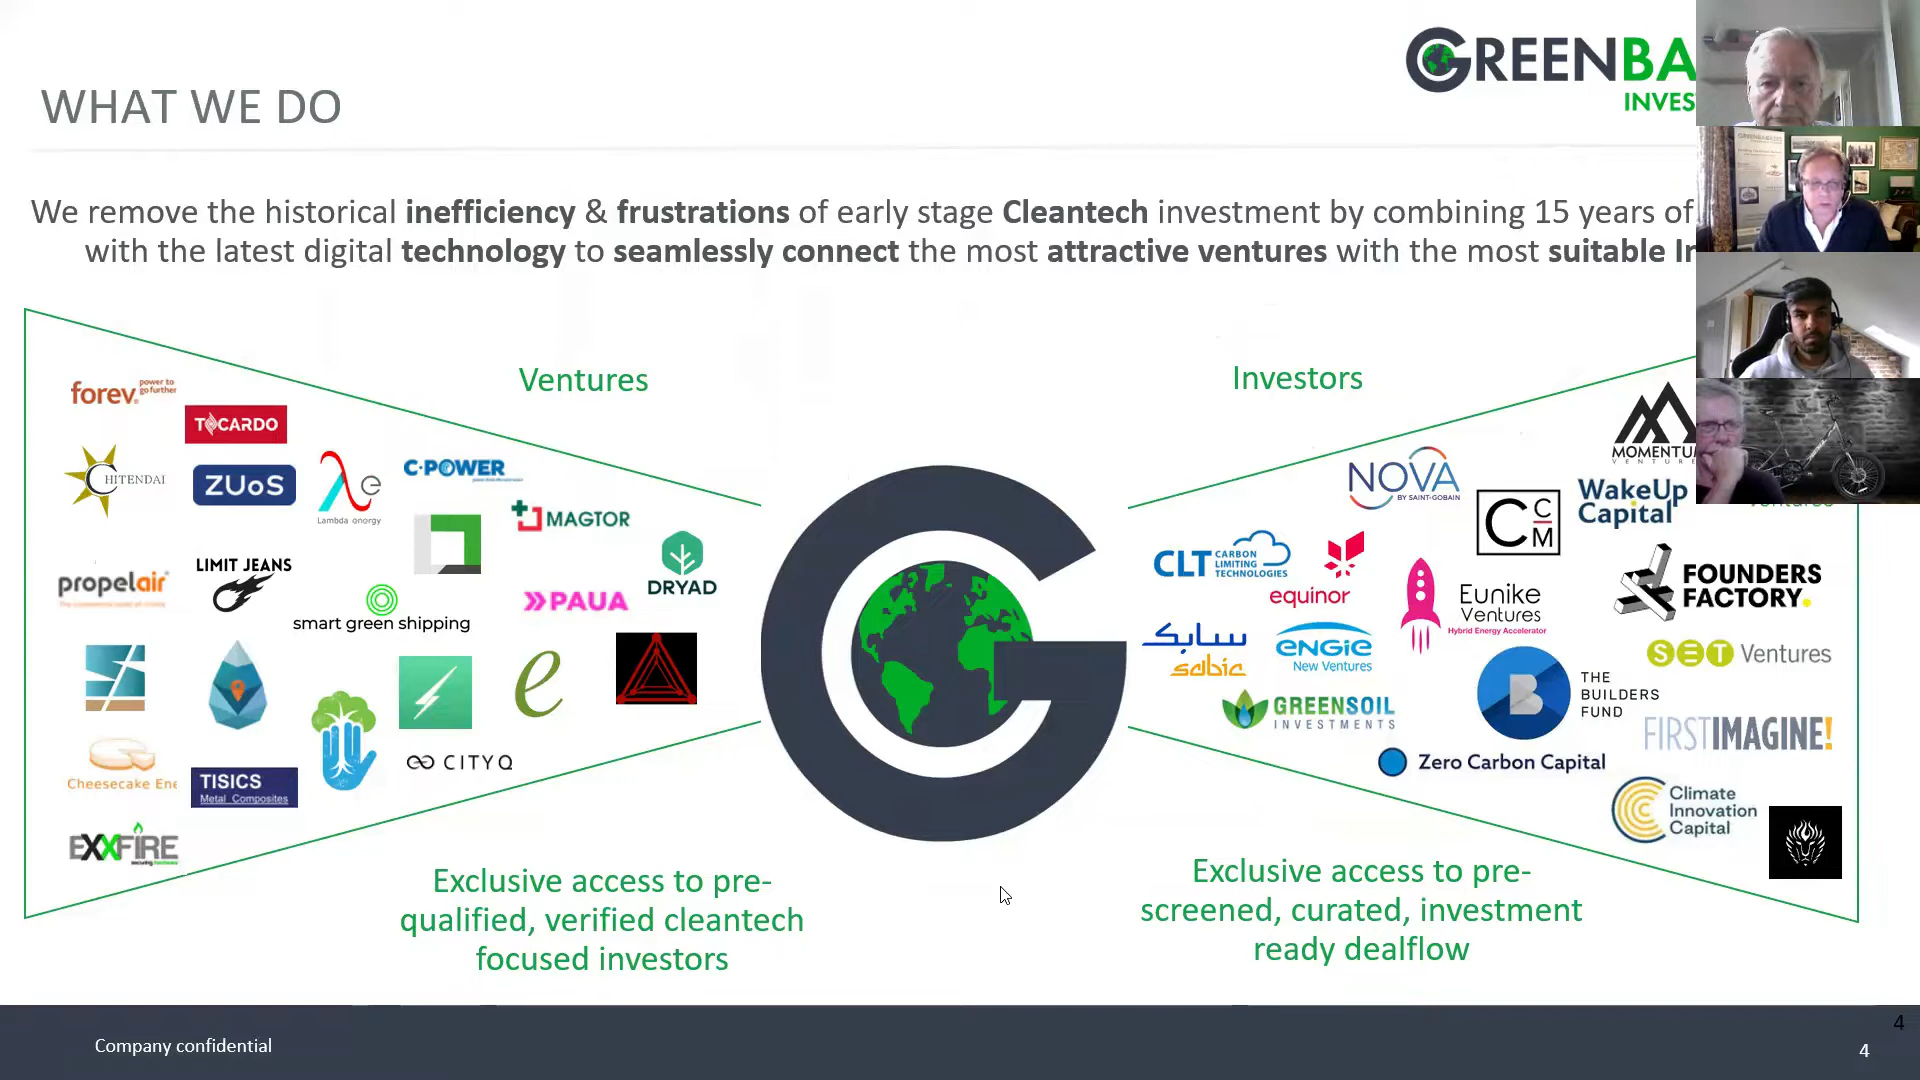 GREENBA
INVES
WHAT WE DO
We remove the historical inefficiency & frustrations of early stage Cleantech investment by combining 15 years of
with the latest digital technology to seamlessly connect the most attractive ventures with the most suitable In
Ventures
Investors
forev.
power to
go further
TOCARDO
CHITENDAI
ZUoS
e
Lambda energy
C·POWER
MAGTOR
DRYAD
propelair
LIMIT JEANS
smart green shipping
PAUA
e
Cheesecake Ene
TISICS
Metal Composites
CITYQ
EXXFIRE
MOMENTU
VENTURE
NOVA
BY SAINT-GOBAIN
C C M
WakeUp
Capital
CLT CARBON
LIMITING
TECHNOLOGIES
equinor
Eunike
Ventures
Hybrid Energy Accelerator
FOUNDERS
FACTORY.
سابك
sabic
engie
New Ventures
SET Ventures
GREENSOIL
INVESTMENTS
B
THE
BUILDERS
FUND
FIRSTIMAGINE!
Zero Carbon Capital
Climate
Innovation
Capital
Exclusive access to pre-
qualified, verified cleantech
focused investors
Exclusive access to pre-
screened, curated, investment
ready dealflow
Company confidential
4
4